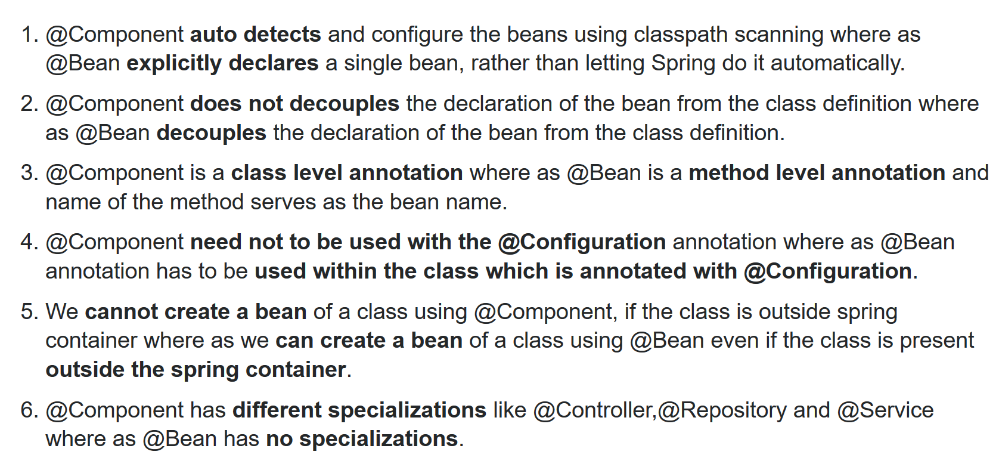 1. @Component auto detects and configure the beans using classpath scanning where as
@Bean explicitly declares a single bean, rather than letting Spring do it automatically.
2. @Component does not decouples the declaration of the bean from the class definition where
as @Bean decouples the declaration of the bean from the class definition.
3. @Component is a class level annotation where as @Bean is a method level annotation and
name of the method serves as the bean name.
4. @Component need not to be used with the @Configuration annotation where as @Bean
annotation has to be used within the class which is annotated with @Configuration.
5. We cannot create a bean of a class using @Component, if the class is outside spring
container where as we can create a bean of a class using @Bean even if the class is present
outside the spring container.
6. @Component has different specializations like @Controller,@Repository and @Service
where as @Bean has no specializations.